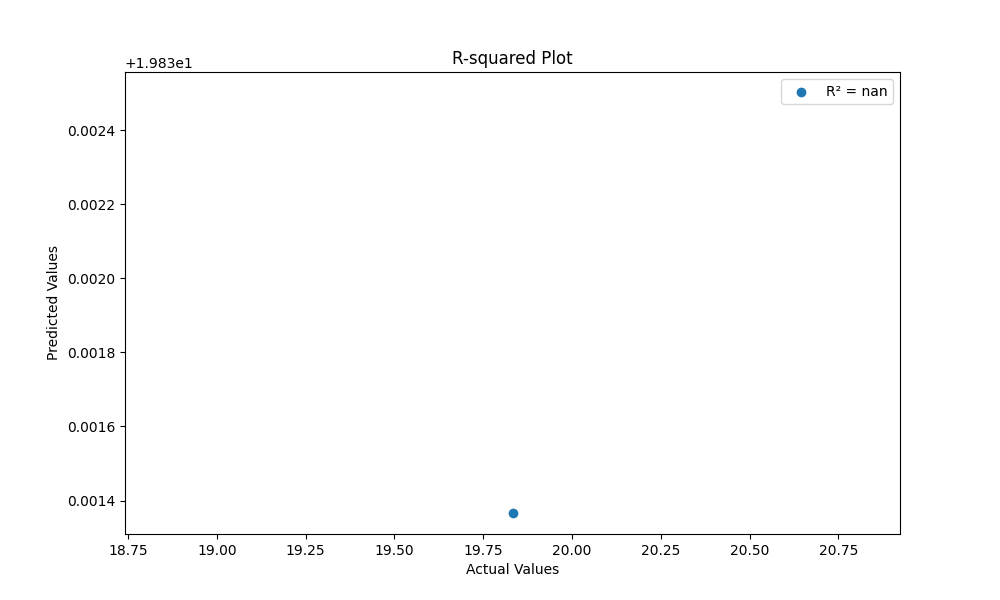 R-squared Plot
+1.983e1
R² = nan
0.0024
0.0022
0.0020
0.0018
0.0016
0.0014
Predicted Values
18.75 19.00 19.25 19.50 19.75 20.00 20.25 20.50 20.75
Actual Values